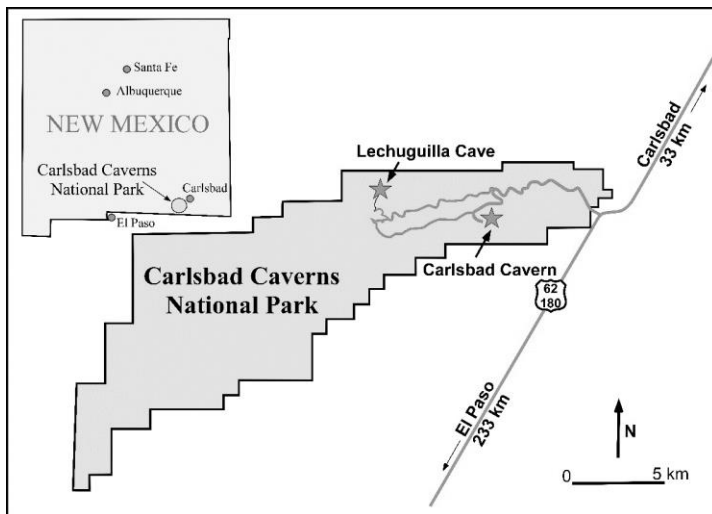 Santa Fe
Albuquerque
NEW MEXICO
Carlsbad Caverns
National Park
Carlsbad
El Paso
Lechuguilla Cave
Carlsbad Cavern
Carlsbad Caverns
National Park
Carlsbad
33 km
62
180
El Paso
233 km
N
0 5 km